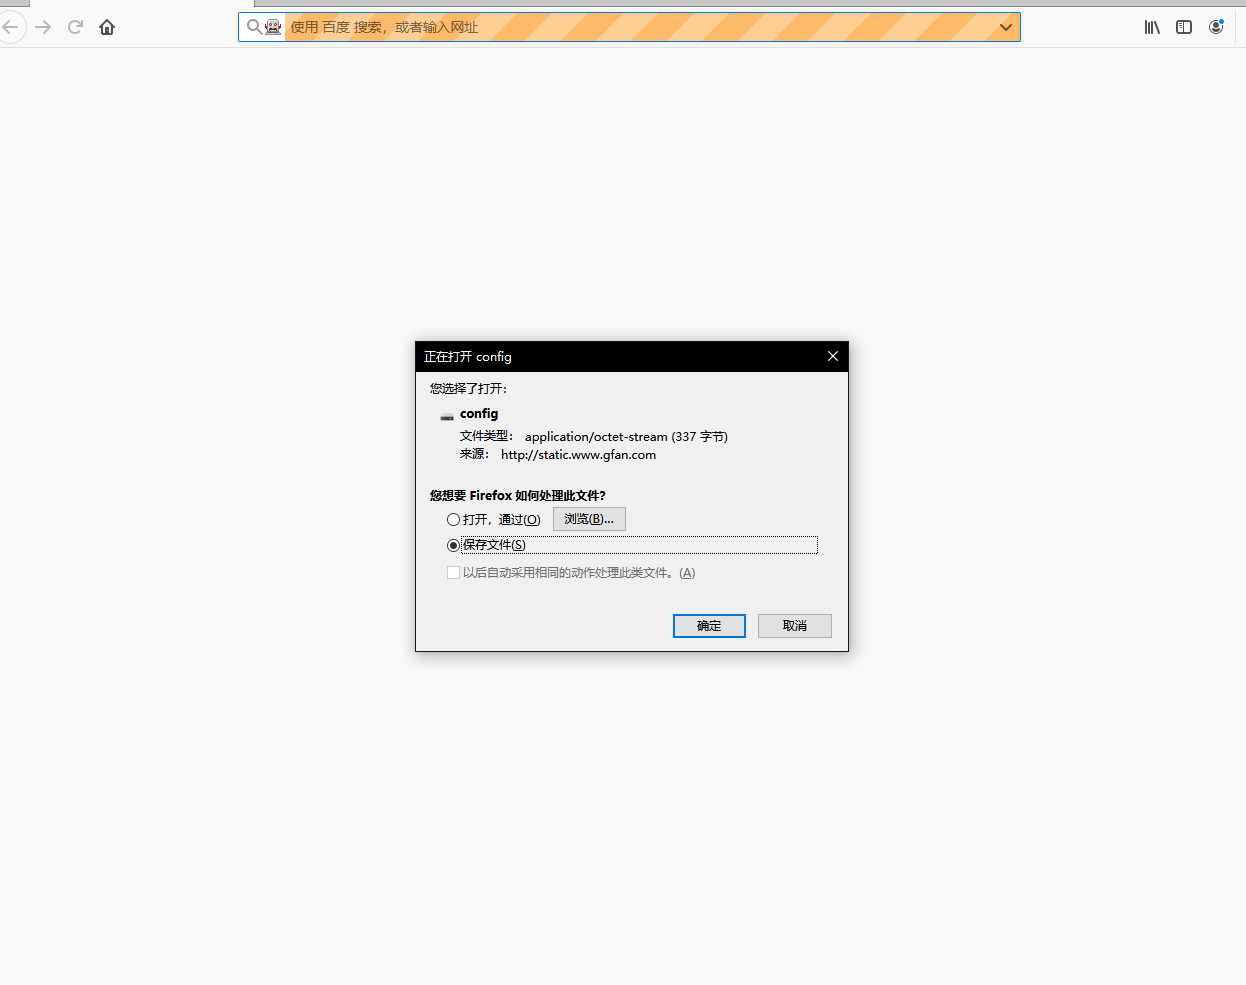 使用 百度 搜索，或者输入网址
正在打开 config
您选择了打开：
config
文件类型： application/octet-stream (337 字节)
来源： http://static.www.gfan.com
您想要 Firefox 如何处理此文件?
打开，通过(O) 浏览(B)...
保存文件(S)
以后自动采用相同的动作处理此类文件。(A)
确定 取消